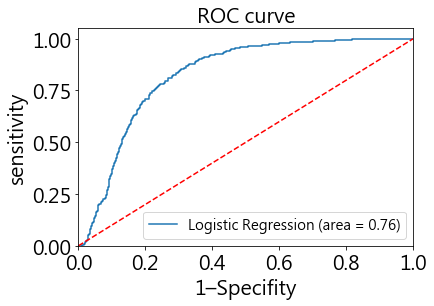 ROC curve
1.00
0.75
0.50
0.25
0.00
sensitivity
Logistic Regression (area = 0.76)
0.0 0.2 0.4 0.6 0.8 1.0
1−Specifity